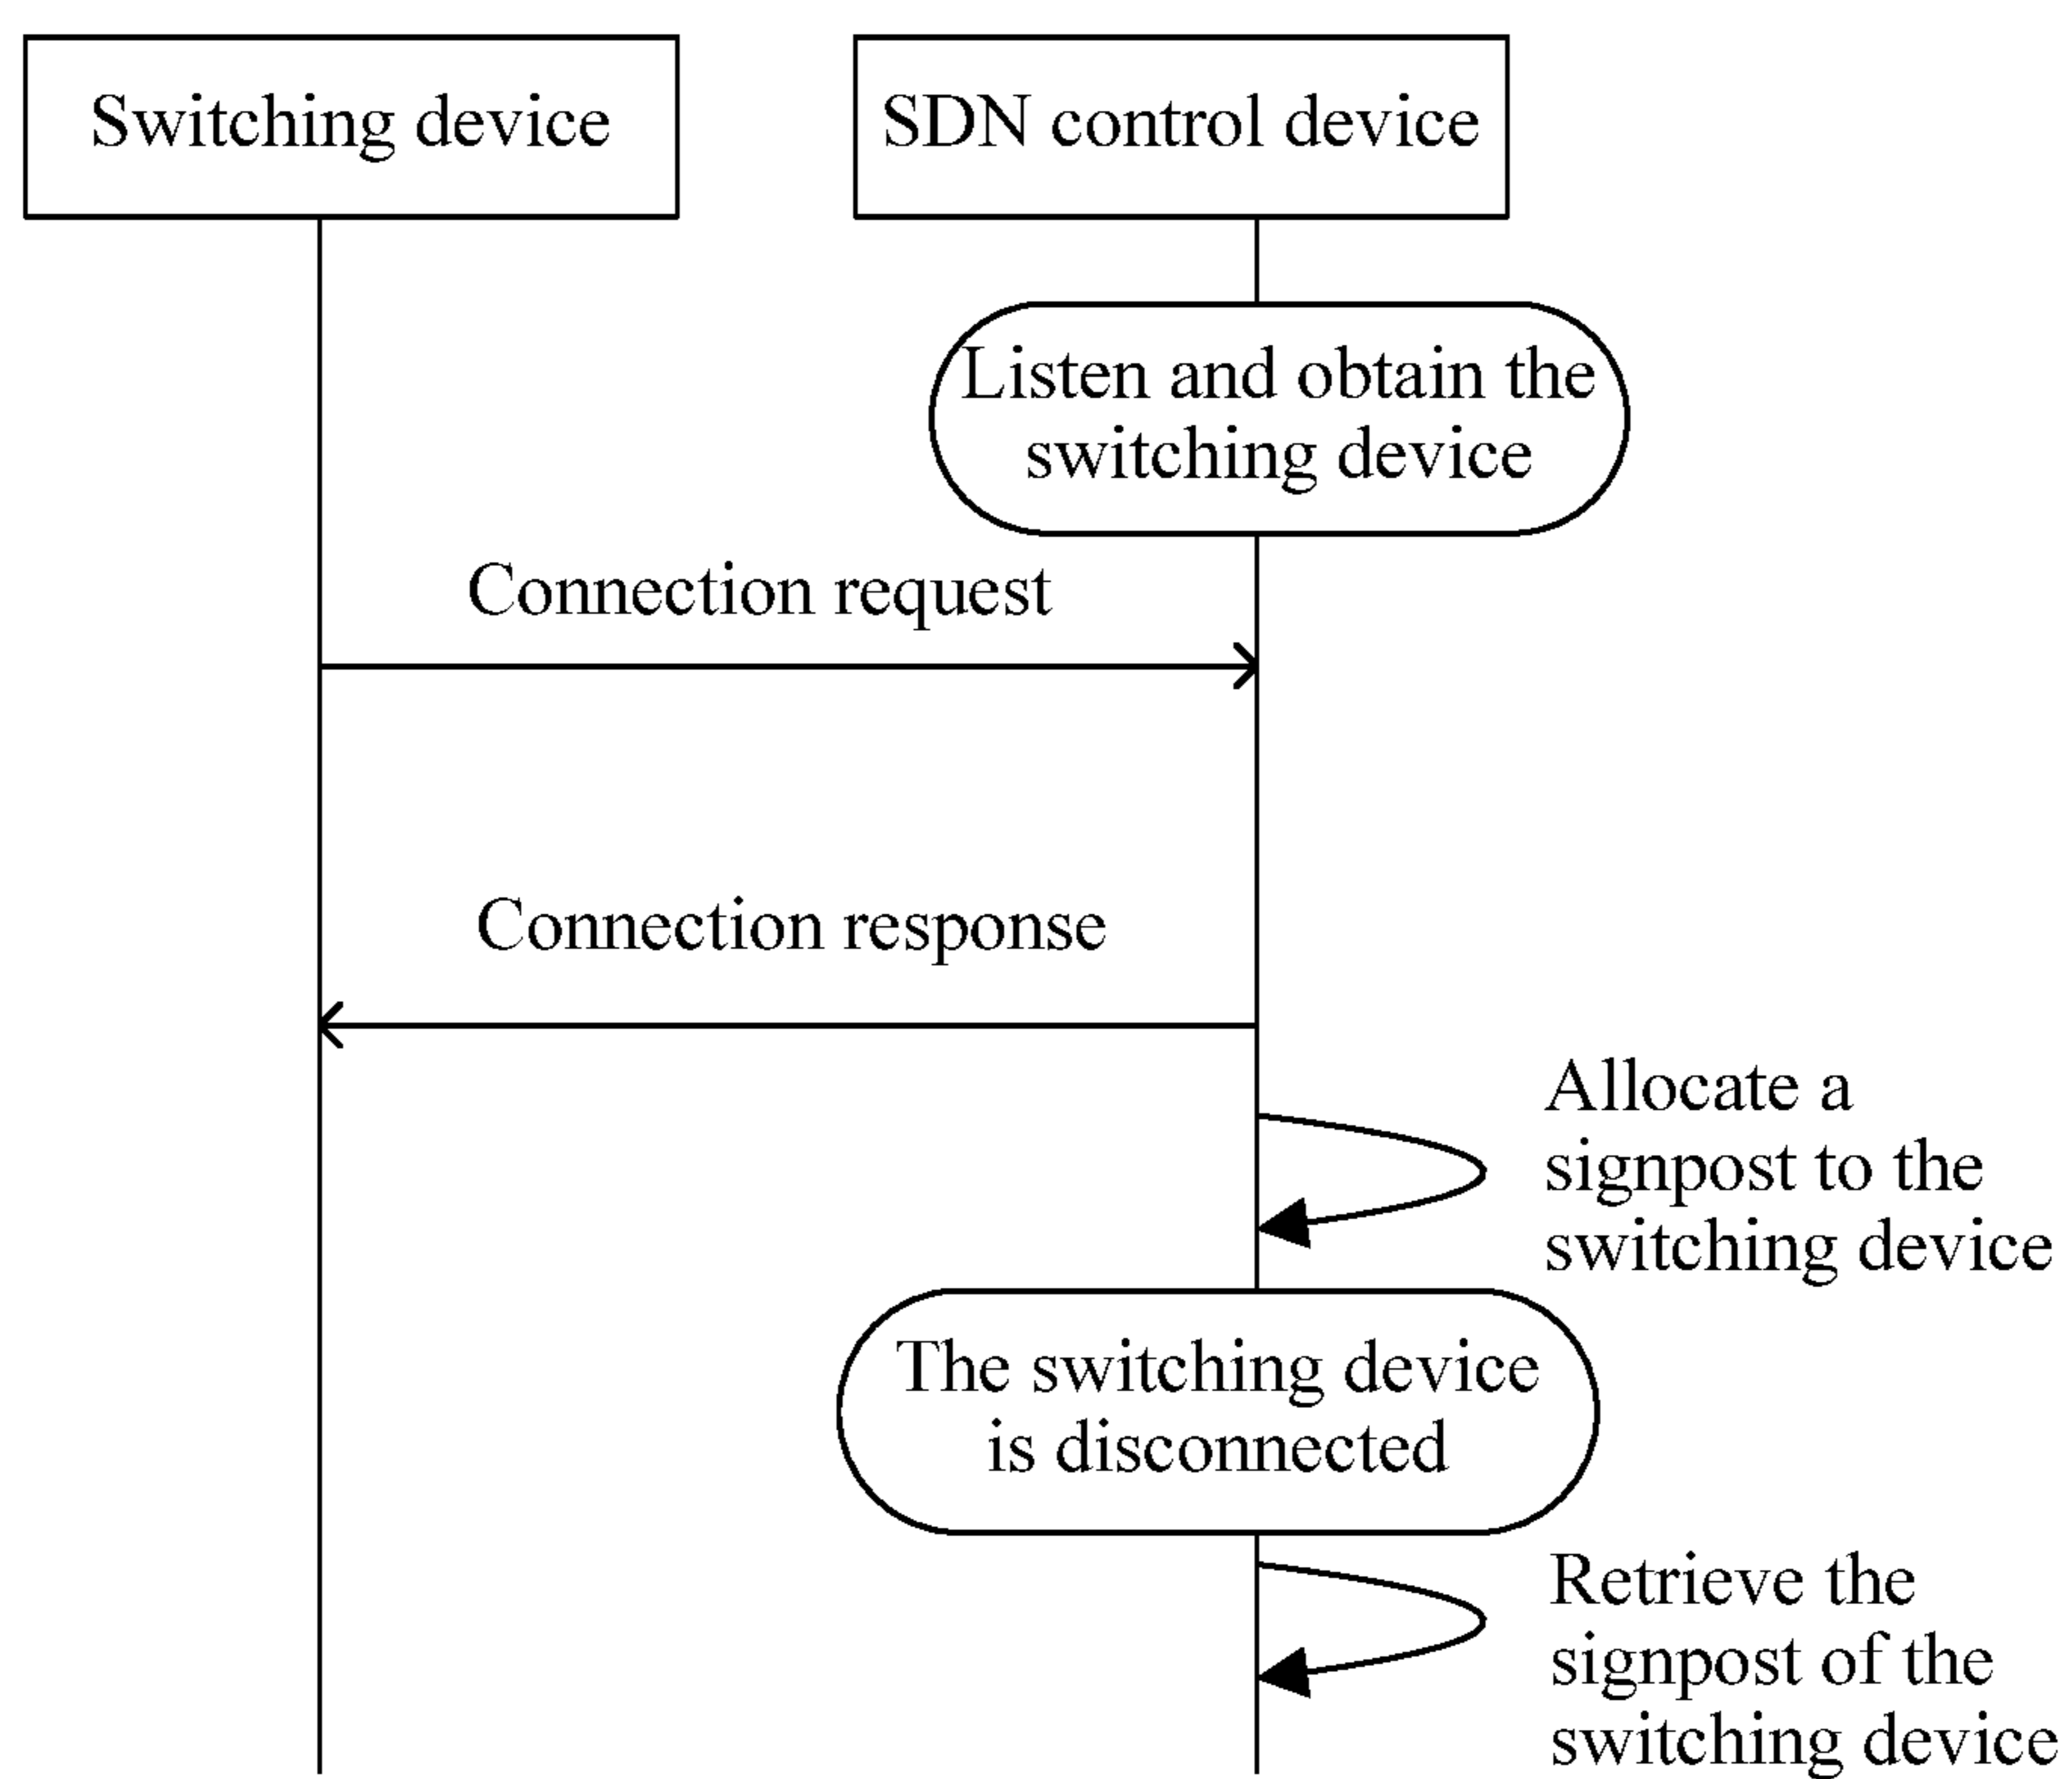 Switching device
SDN control device
Listen and obtain the
switching device
Connection request
Connection response
Allocate a
signpost to the
switching device
The switching device
is disconnected
Retrieve the
signpost of the
switching device